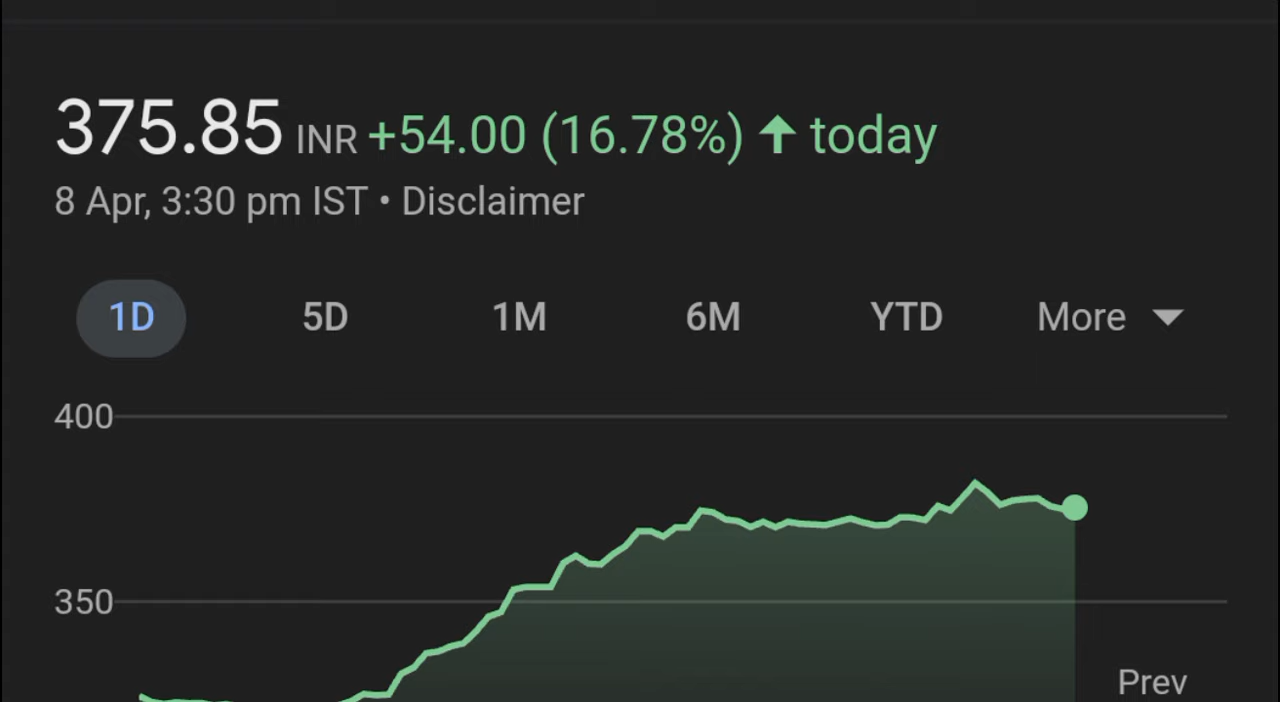 375.85 INR +54.00 (16.78%) ↑ today
8 Apr, 3:30 pm IST • Disclaimer
1D 5D 1M 6M YTD More
400
350
Prev